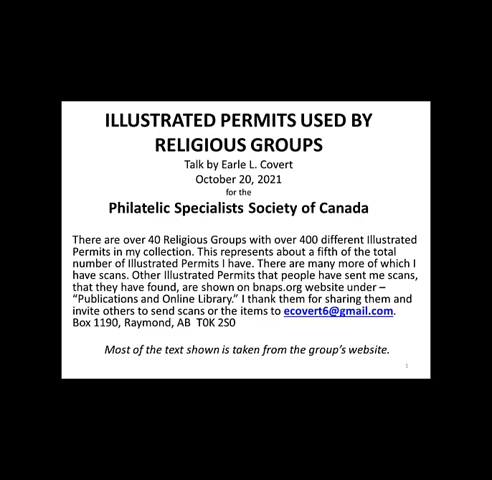 ILLUSTRATED PERMITS USED BY
RELIGIOUS GROUPS
Talk by Earle L. Covert
October 20, 2021
for the
Philatelic Specialists Society of Canada
There are over 40 Religious Groups with over 400 different Illustrated
Permits in my collection. This represents about a fifth of the total
number of Illustrated Permits I have. There are many more of which I
have scans. Other Illustrated Permits that people have sent me scans,
that they have found, are shown on bnaps.org website under –
"Publications and Online Library." I thank them for sharing them and
invite others to send scans or the items to ecovert6@gmail.com.
Box 1190, Raymond, AB  T0K 2S0
Most of the text shown is taken from the group's website.
1